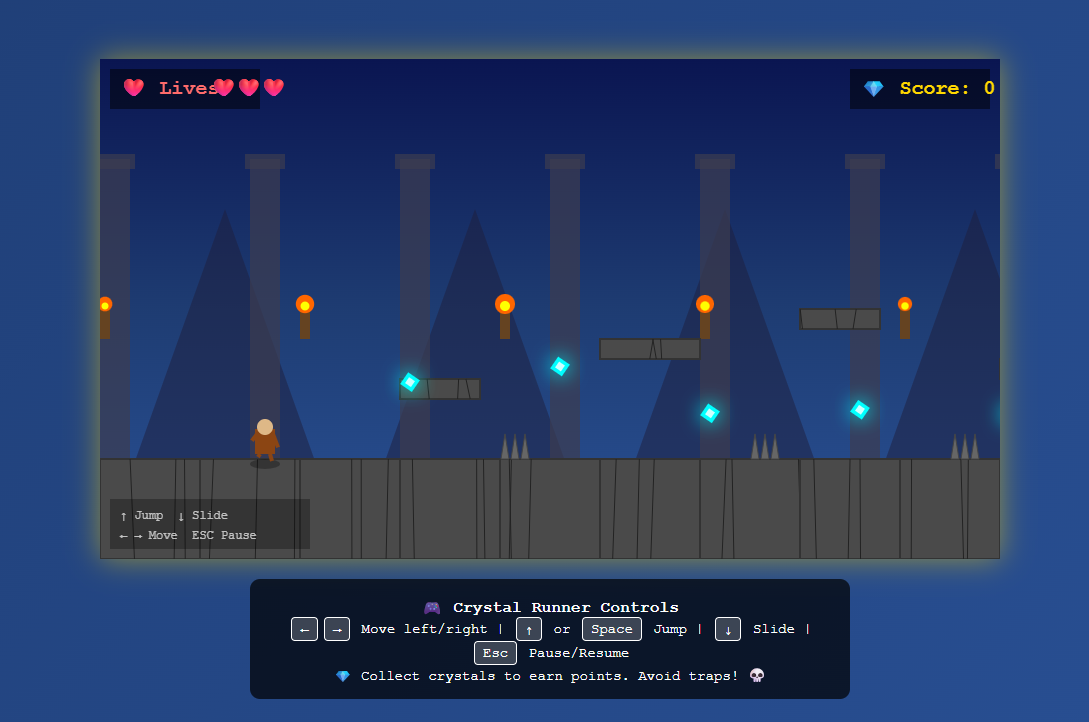 Lives
Score: 0
↑ Jump ↓ Slide
← → Move ESC Pause
Crystal Runner Controls
← → Move left/right | ↑ or Space Jump | ↓ Slide |
Esc Pause/Resume
Collect crystals to earn points. Avoid traps!